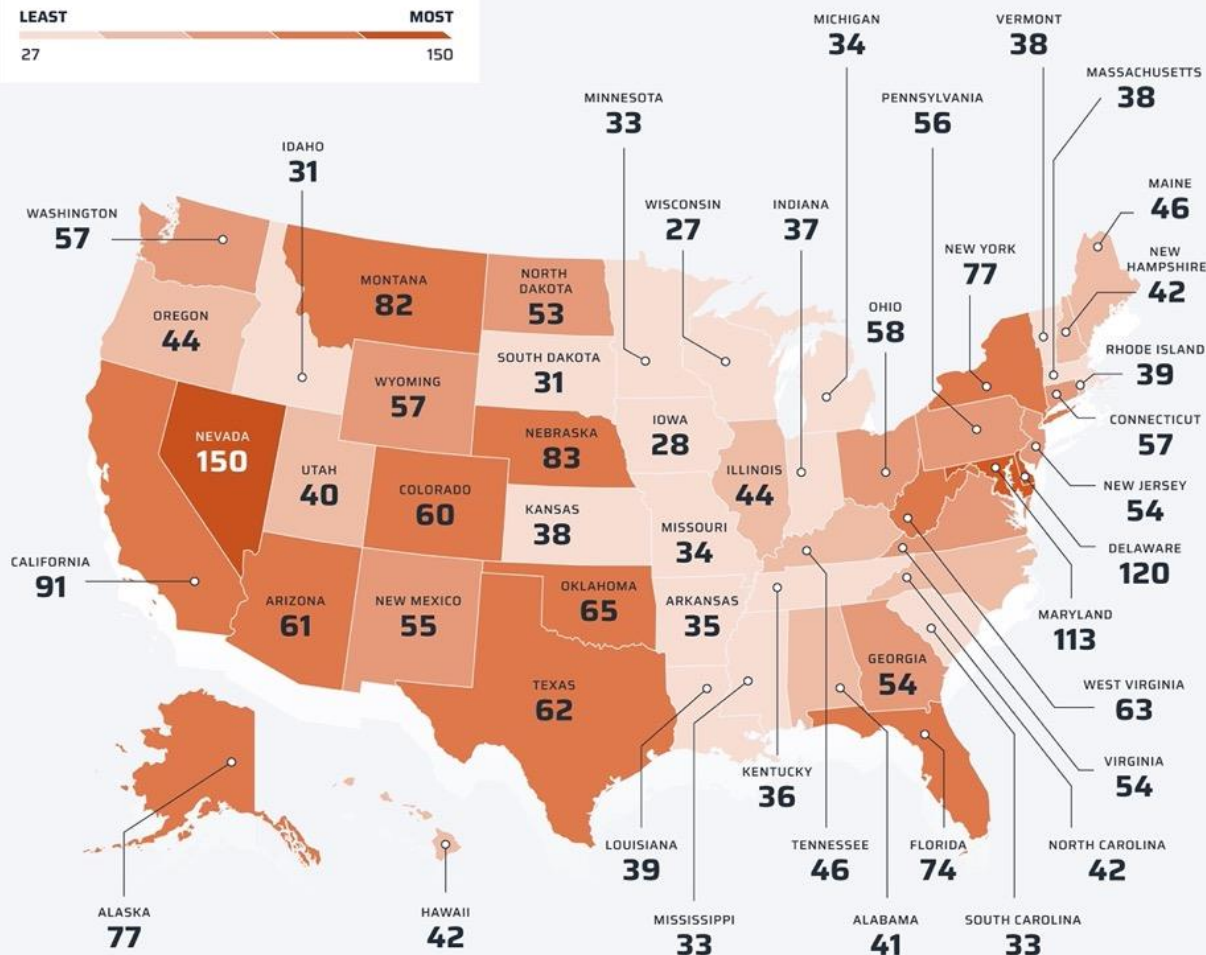 LEAST MOST
27 150
MICHIGAN
34
VERMONT
38
MASSACHUSETTS
38
MINNESOTA
33
PENNSYLVANIA
56
IDAHO
31
WASHINGTON
57
WISCONSIN
27
INDIANA
37
MAINE
46
NEW YORK
77
NEW
HAMPSHIRE
42
MONTANA
82
NORTH
DAKOTA
53
OHIO
58
OREGON
44
SOUTH DAKOTA
31
RHODE ISLAND
39
WYOMING
57
IOWA
28
CONNECTICUT
57
NEVADA
150
NEBRASKA
83
UTAH
40
ILLINOIS
44
COLORADO
60
NEW JERSEY
54
KANSAS
38
MISSOURI
34
DELAWARE
120
CALIFORNIA
91
OKLAHOMA
65
ARIZONA
61
NEW MEXICO
55
ARKANSAS
35
MARYLAND
113
GEORGIA
54
TEXAS
62
WEST VIRGINIA
63
KENTUCKY
36
VIRGINIA
54
LOUISIANA
39
TENNESSEE
46
FLORIDA
74
NORTH CAROLINA
42
ALASKA
77
HAWAII
42
MISSISSIPPI
33
ALABAMA
41
SOUTH CAROLINA
33